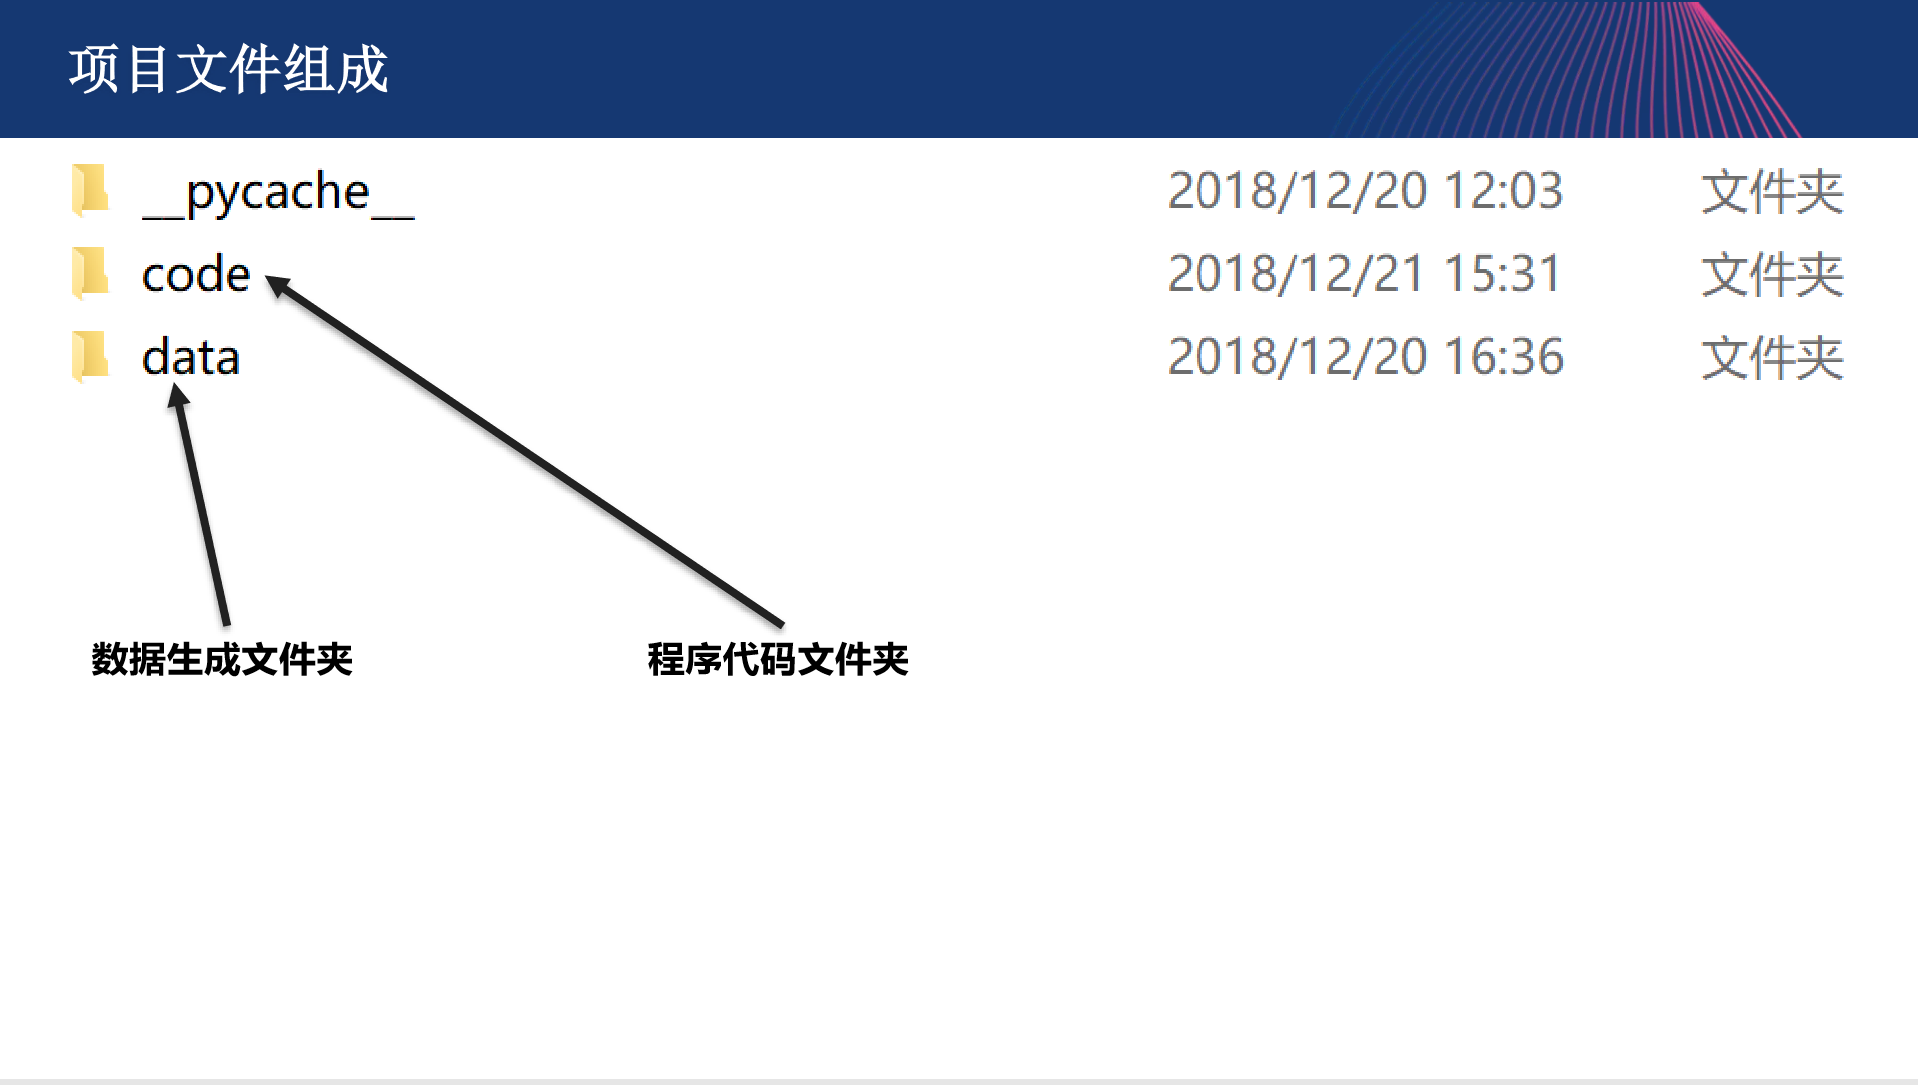 项目文件组成
__pycache__ 2018/12/20 12:03 文件夹
code 2018/12/21 15:31 文件夹
data 2018/12/20 16:36 文件夹
数据生成文件夹 程序代码文件夹